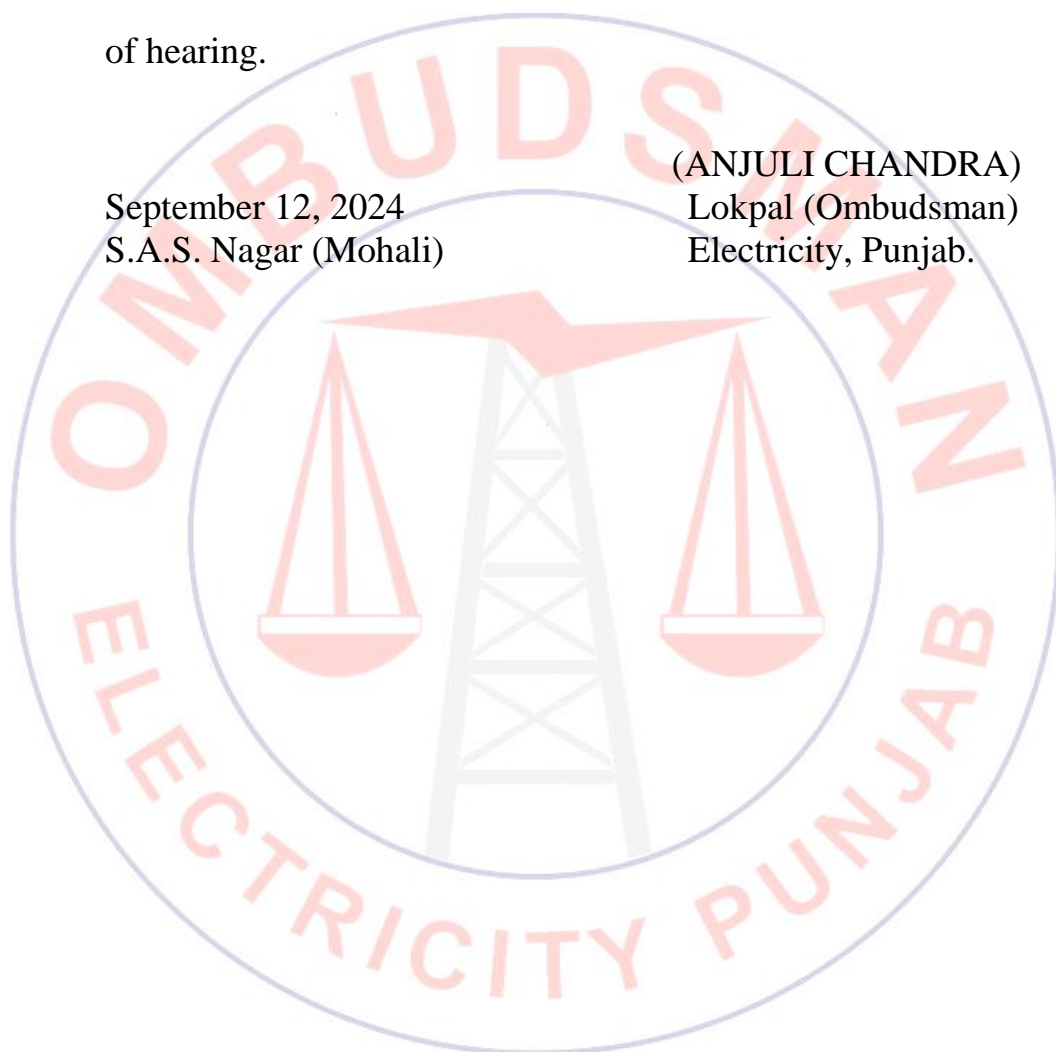 of hearing.
(ANJULI CHANDRA)
September 12, 2024 Lokpal (Ombudsman)
S.A.S. Nagar (Mohali) Electricity, Punjab.
OMBUDSMAN
ELECTRICITY PUNJAB